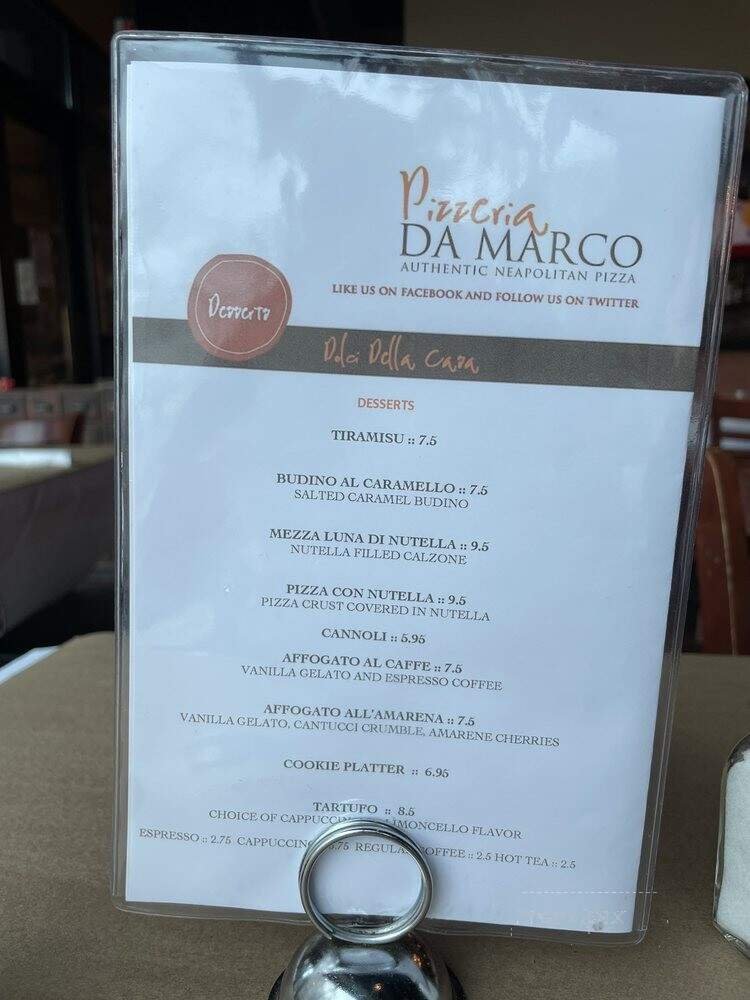 Pizzeria
DA MARCO
AUTHENTIC NEAPOLITAN PIZZA
LIKE US ON FACEBOOK AND FOLLOW US ON TWITTER
Desserts
Dolci Della Casa
DESSERTS
TIRAMISU :: 7.5
BUDINO AL CARAMELLO :: 7.5
SALTED CARAMEL BUDINO
MEZZA LUNA DI NUTELLA :: 9.5
NUTELLA FILLED CALZONE
PIZZA CON NUTELLA :: 9.5
PIZZA CRUST COVERED IN NUTELLA
CANNOLI :: 5.95
AFFOGATO AL CAFFE :: 7.5
VANILLA GELATO AND ESPRESSO COFFEE
AFFOGATO ALL'AMARENA :: 7.5
VANILLA GELATO, CANTUCCI CRUMBLE, AMARENE CHERRIES
COOKIE PLATTER :: 6.95
TARTUFO :: 8.5
CHOICE OF LIMONCELLO FLAVOR
ESPRESSO :: 2.75 CAPPUCCINO REGULAR COFFEE :: 2.5 HOT TEA :: 2.5